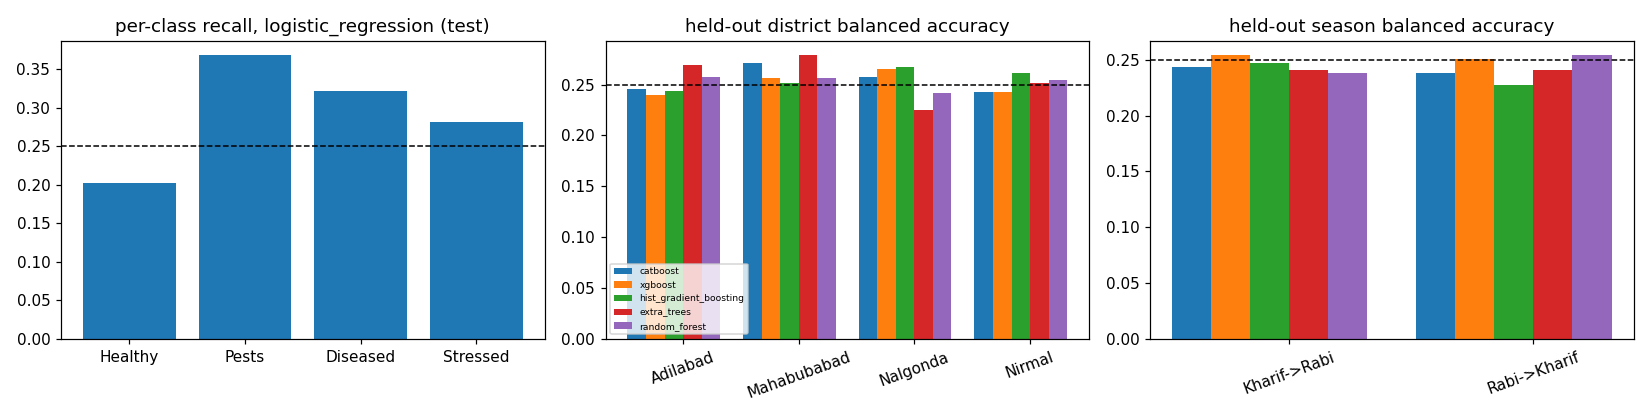 per-class recall, logistic_regression (test)
0.35
0.30
0.25
0.20
0.15
0.10
0.05
0.00
Healthy Pests Diseased Stressed
held-out district balanced accuracy
0.25
0.20
0.15
0.10
0.05
0.00
catboost
xgboost
hist_gradient_boosting
extra_trees
random_forest
Adilabad Mahabubabad Nalgonda Nirmal
held-out season balanced accuracy
0.25
0.20
0.15
0.10
0.05
0.00
Kharif->Rabi Rabi->Kharif